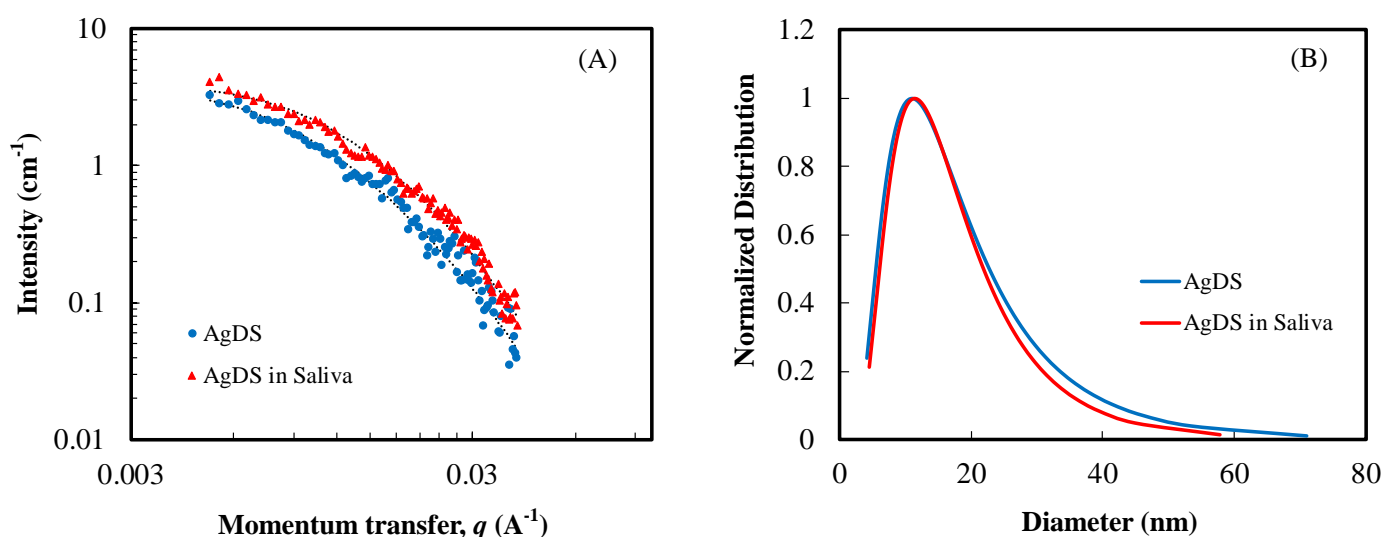 (A)
Intensity (cm-1)
10
1
0.1
0.01
AgDS
AgDS in Saliva
0.003
0.03
Momentum transfer, q (A-1)
(B)
Normalized Distribution
1.2
1
0.8
0.6
0.4
0.2
0
AgDS
AgDS in Saliva
0
20
40
60
80
Diameter (nm)